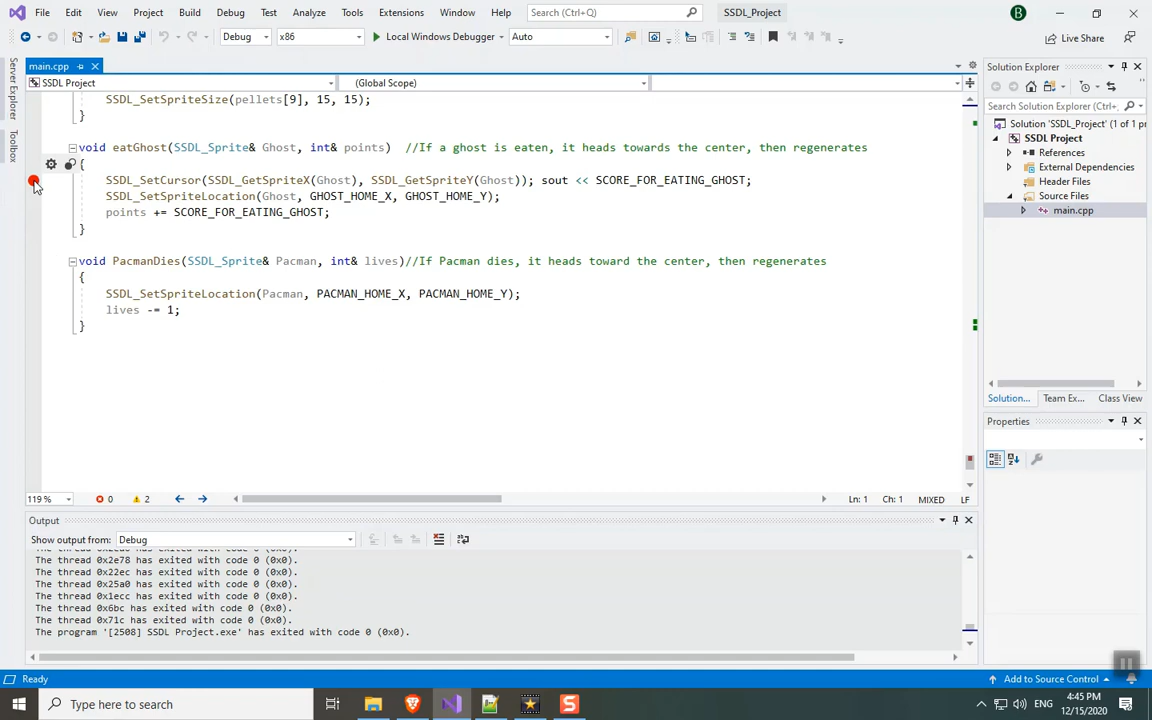 File Edit View Project Build Debug Test Analyze Tools Extensions Window Help Search (Ctrl+Q) SSDL_Project B
Debug x86 Local Windows Debugger Auto Live Share
main.cpp
SSDL Project (Global Scope)
SSDL_SetSpriteSize(pellets[9], 15, 15);
}
void eatGhost(SSDL_Sprite& Ghost, int& points) //If a ghost is eaten, it heads towards the center, then regenerates
{
SSDL_SetCursor(SSDL_GetSpriteX(Ghost), SSDL_GetSpriteY(Ghost)); sout << SCORE_FOR_EATING_GHOST;
SSDL_SetSpriteLocation(Ghost, GHOST_HOME_X, GHOST_HOME_Y);
points += SCORE_FOR_EATING_GHOST;
}
void PacmanDies(SSDL_Sprite& Pacman, int& lives)//If Pacman dies, it heads toward the center, then regenerates
{
SSDL_SetSpriteLocation(Pacman, PACMAN_HOME_X, PACMAN_HOME_Y);
lives -= 1;
}
119 % 0 2 Ln: 1 Ch: 1 MIXED LF
Server Explorer
Toolbox
Solution Explorer
Search Solution Explorer (Ctrl+
Solution 'SSDL_Project' (1 of 1 pr
SSDL Project
References
External Dependencies
Header Files
Source Files
main.cpp
Solution... Team Ex... Class View
Properties
Output
Show output from: Debug
has exited with code 0 (0x0).
The thread 0x2e78 has exited with code 0 (0x0).
The thread 0x22ec has exited with code 0 (0x0).
The thread 0x25a0 has exited with code 0 (0x0).
The thread 0x1ecc has exited with code 0 (0x0).
The thread 0x6bc has exited with code 0 (0x0).
The thread 0x71c has exited with code 0 (0x0).
The program '[2508] SSDL Project.exe' has exited with code 0 (0x0).
Ready Add to Source Control
Type here to search ENG 4:45 PM
12/15/2020